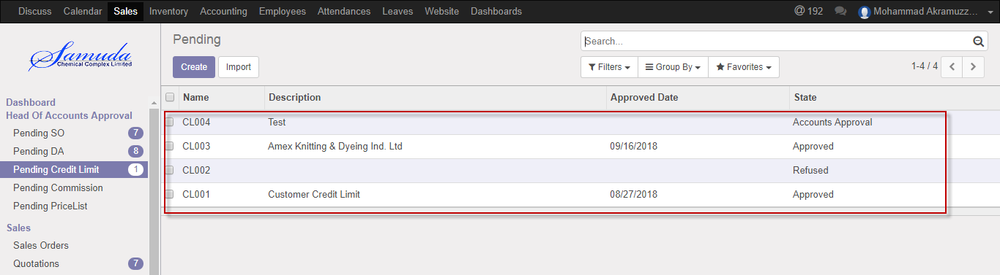 Discuss Calendar Sales Inventory Accounting Employees Attendances Leaves Website Dashboards @ 192 Mohammad Akramuzz...
Samuda
Chemical Complex Limited
Pending
Search...
Create Import
Filters Group By Favorites 1-4 / 4
Dashboard
Head Of Accounts Approval
Pending SO 7
Pending DA 8
Pending Credit Limit 1
Pending Commission
Pending PriceList
Sales
Sales Orders
Quotations 7
Name Description Approved Date State
CL004 Test Accounts Approval
CL003 Amex Knitting & Dyeing Ind. Ltd 09/16/2018 Approved
CL002 Refused
CL001 Customer Credit Limit 08/27/2018 Approved